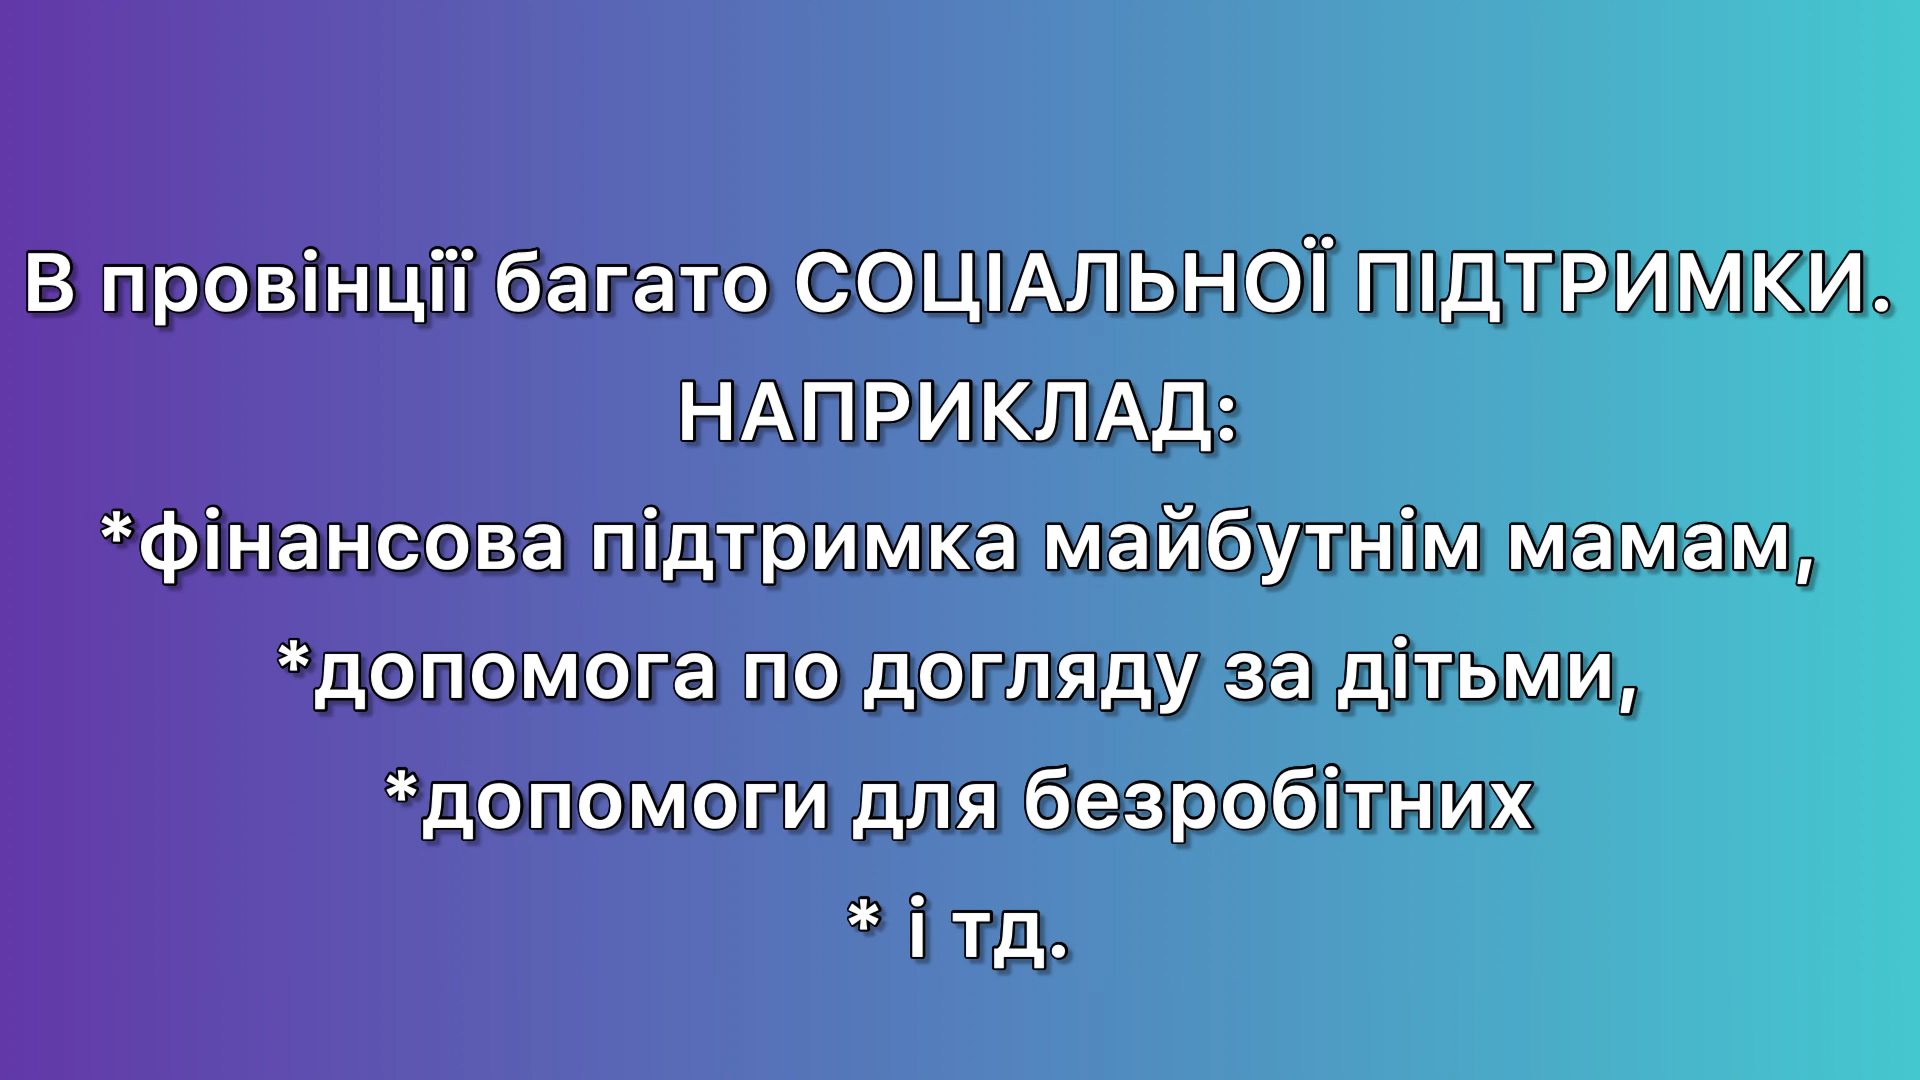 В провінції багато СОЦІАЛЬНОЇ ПІДТРИМКИ.
НАПРИКЛАД:
*фінансова підтримка майбутнім мамам,
*допомога по догляду за дітьми,
*допомоги для безробітних
* і тд.